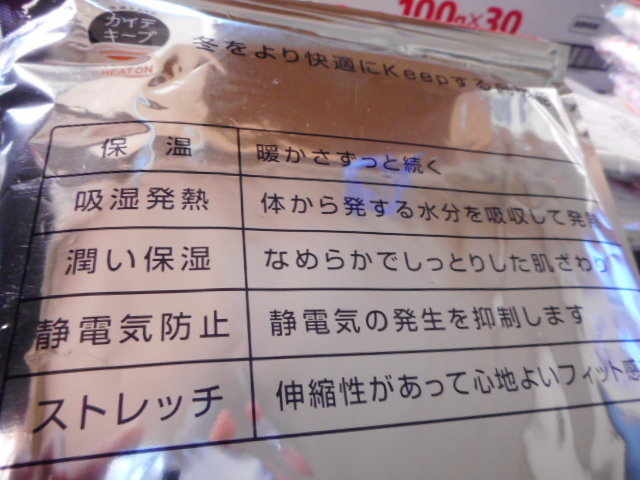 100g×30
カイテ
キープ
HEAT ON
冬をより快適にKeepする
保温 暖かさずっと続く
吸湿発熱 体から発する水分を吸収して発熱
潤い保湿 なめらかでしっとりした肌ざわり
静電気防止 静電気の発生を抑制します
ストレッチ 伸縮性があって心地よいフィット感